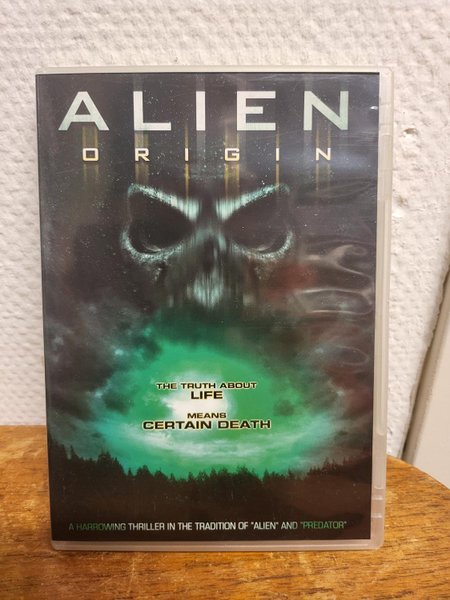 ALIEN
ORIGIN
THE TRUTH ABOUT
LIFE
MEANS
CERTAIN DEATH
A HARROWING THRILLER IN THE TRADITION OF "ALIEN" AND "PREDATOR"